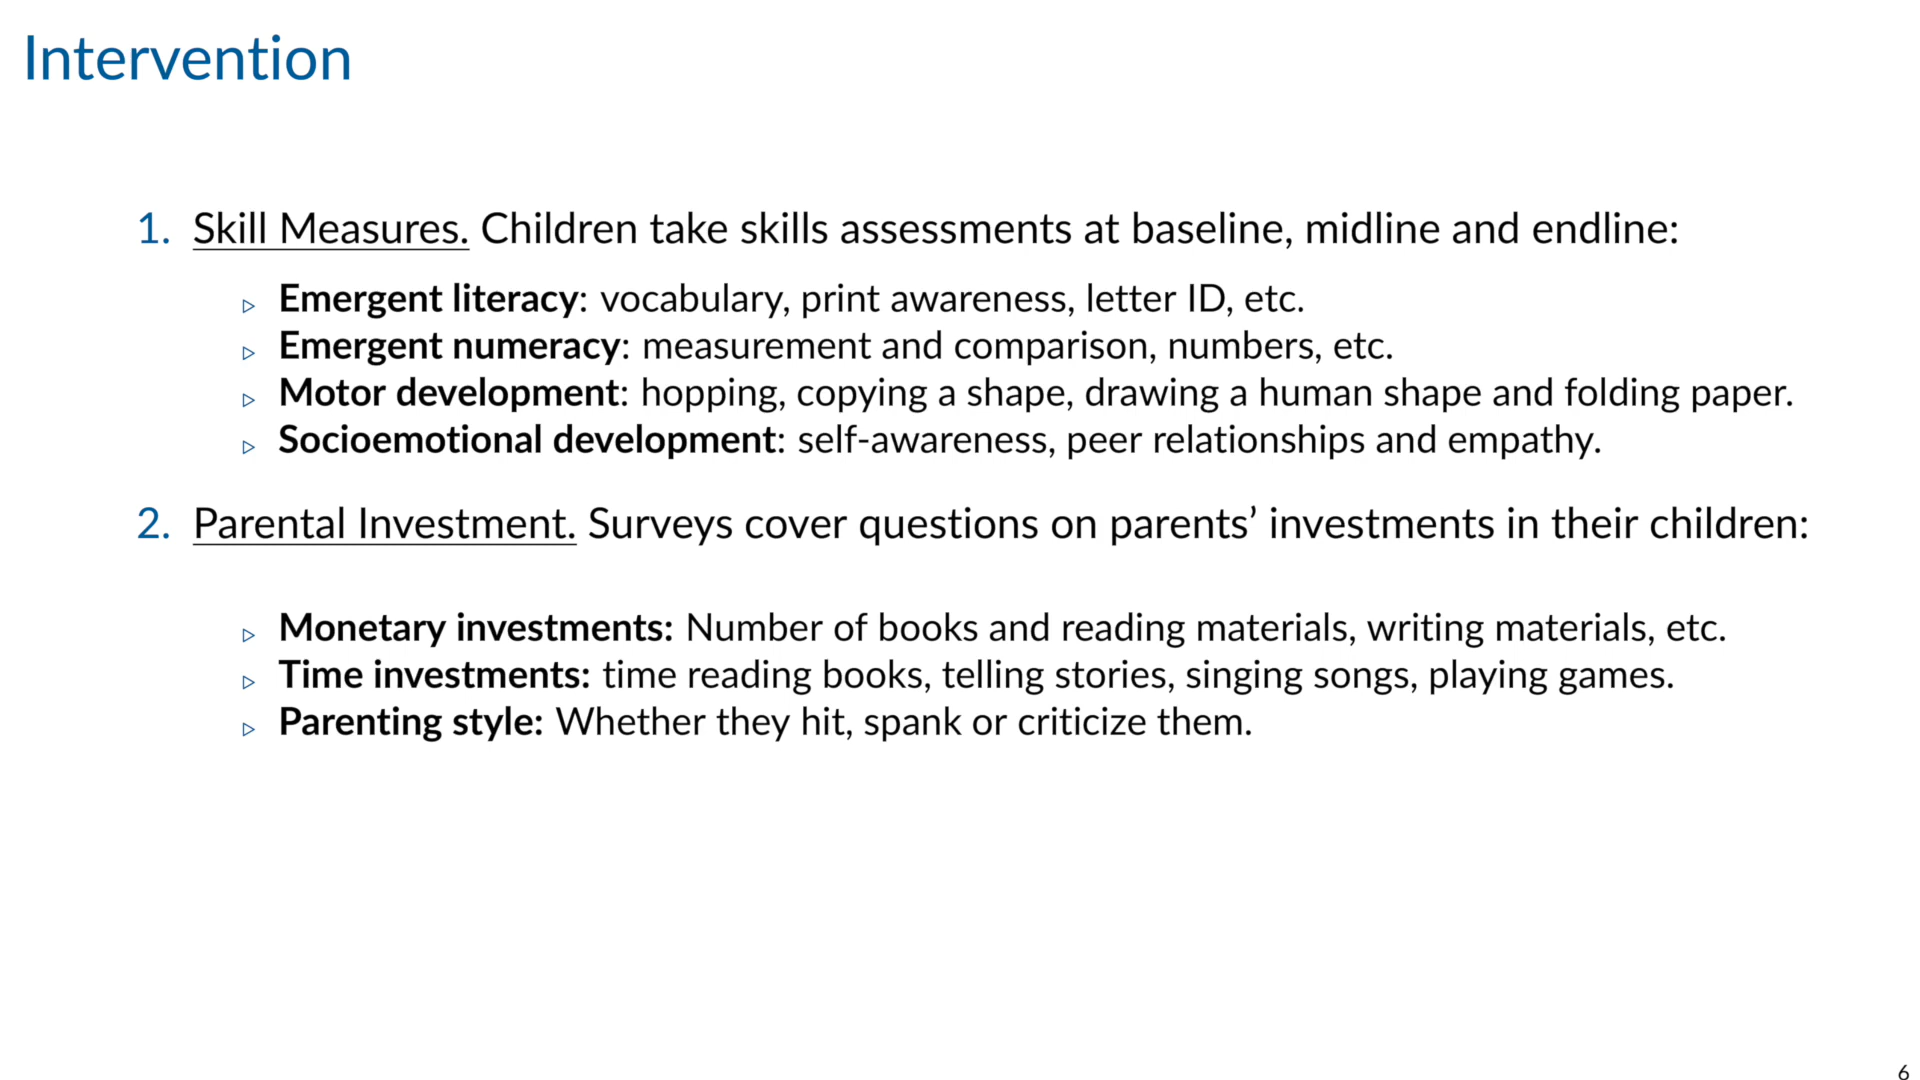 Intervention
1. Skill Measures. Children take skills assessments at baseline, midline and endline:
▷ Emergent literacy: vocabulary, print awareness, letter ID, etc.
▷ Emergent numeracy: measurement and comparison, numbers, etc.
▷ Motor development: hopping, copying a shape, drawing a human shape and folding paper.
▷ Socioemotional development: self-awareness, peer relationships and empathy.
2. Parental Investment. Surveys cover questions on parents’ investments in their children:
▷ Monetary investments: Number of books and reading materials, writing materials, etc.
▷ Time investments: time reading books, telling stories, singing songs, playing games.
▷ Parenting style: Whether they hit, spank or criticize them.
6